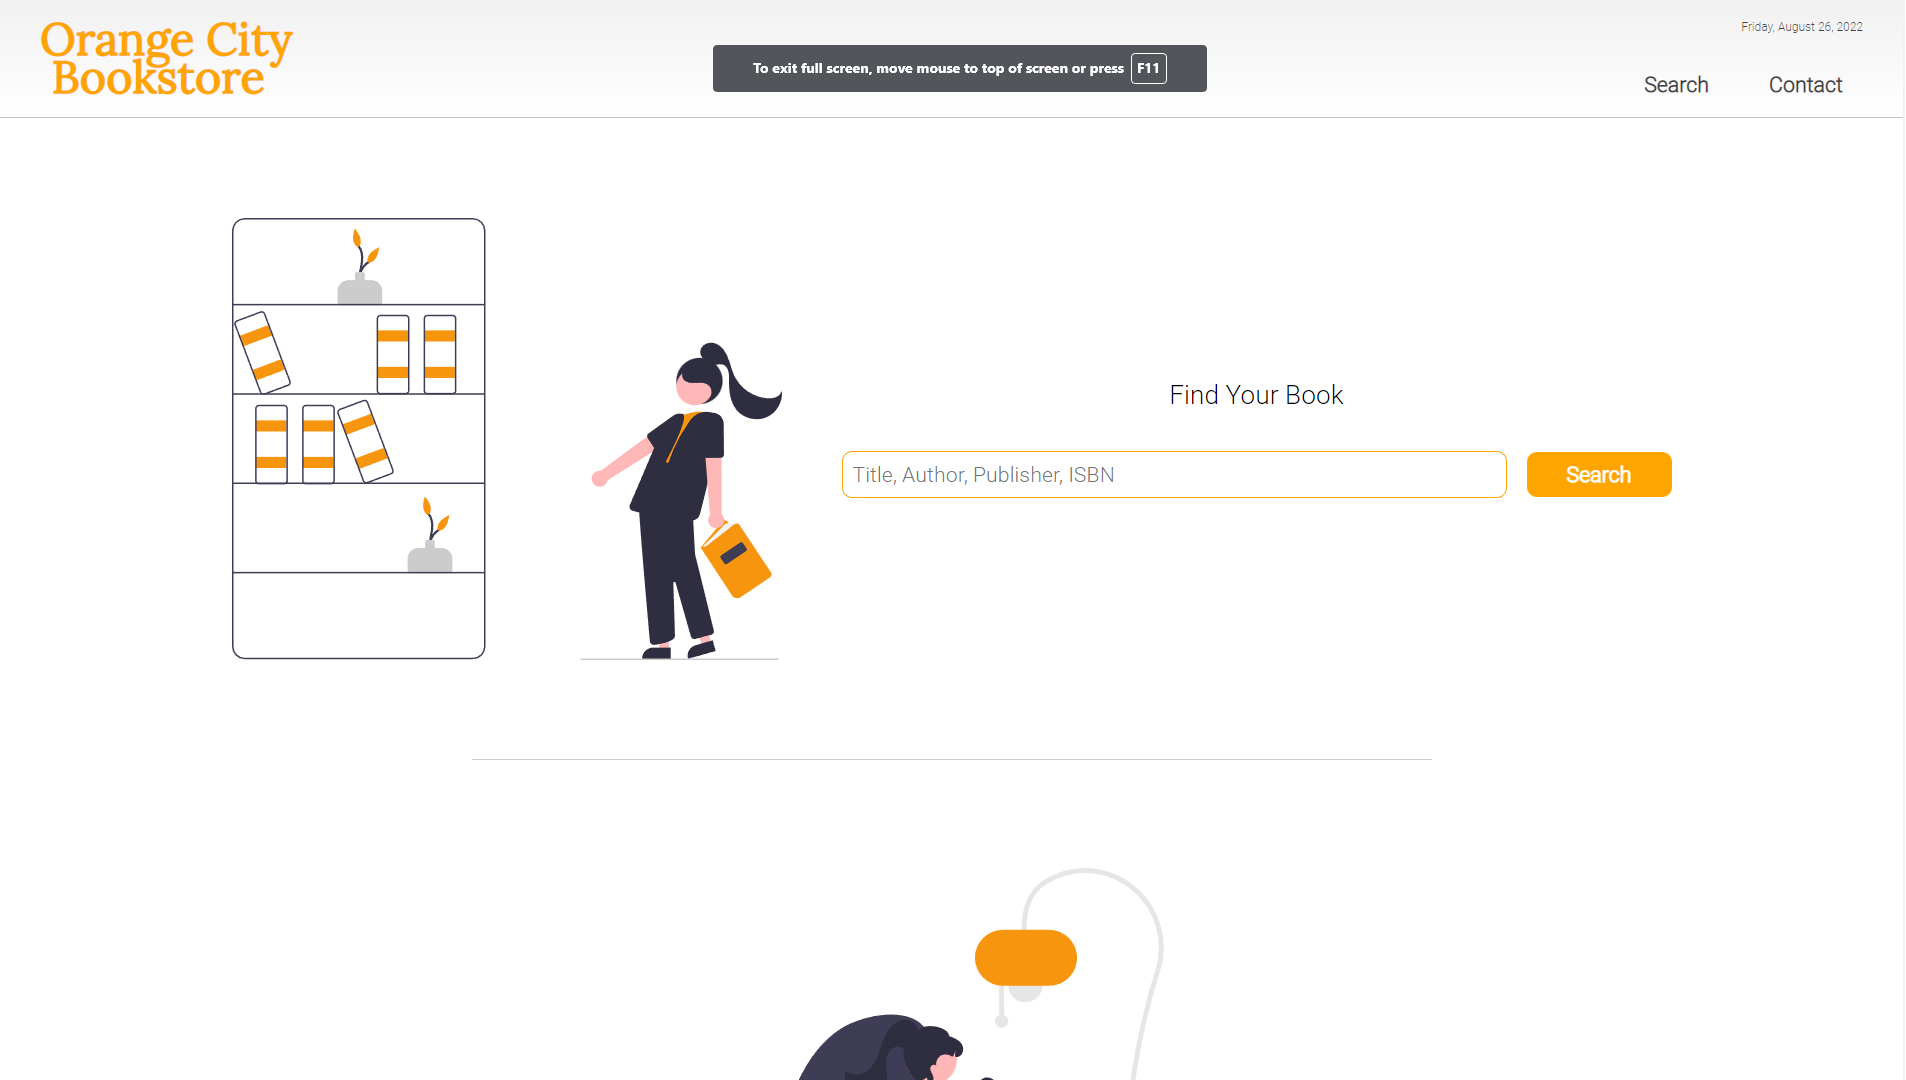 Orange City
Bookstore
Friday, August 26, 2022
To exit full screen, move mouse to top of screen or press F11
Search
Contact
Find Your Book
Title, Author, Publisher, ISBN
Search